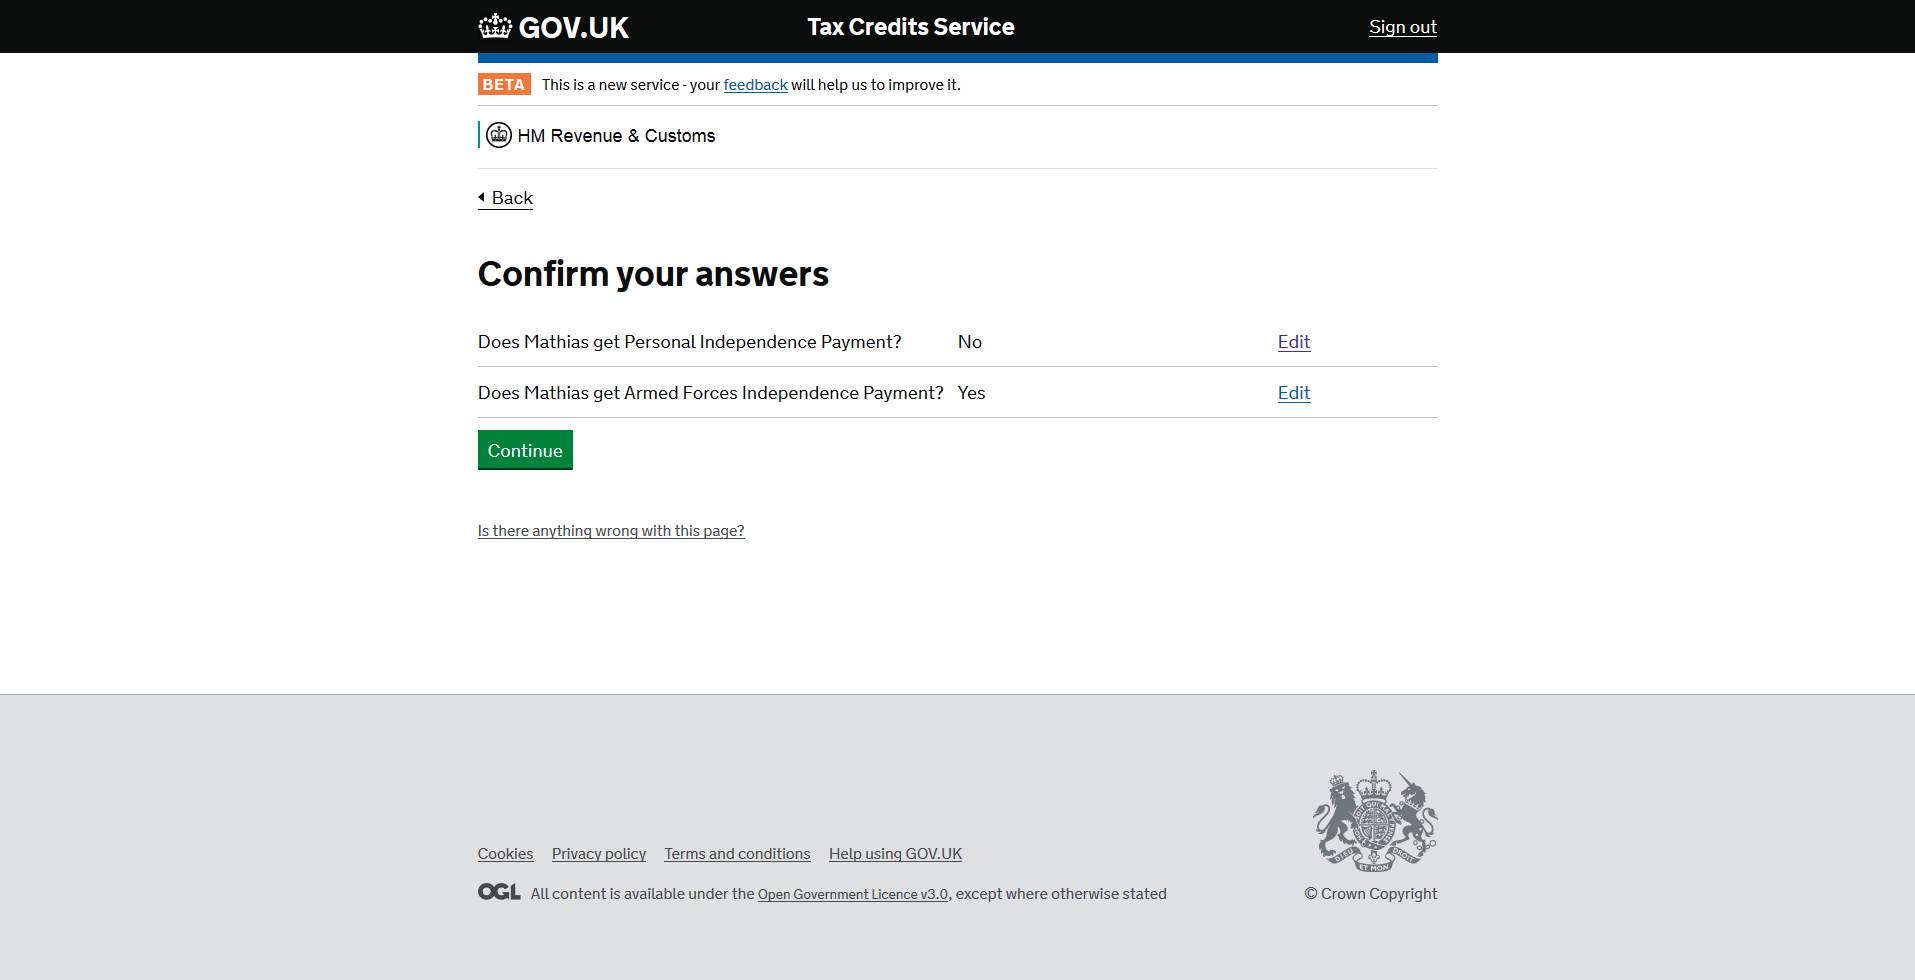 GOV.UK Tax Credits Service Sign out
BETA This is a new service - your feedback will help us to improve it.
HM Revenue & Customs
Back
Confirm your answers
Does Mathias get Personal Independence Payment? No Edit
Does Mathias get Armed Forces Independence Payment? Yes Edit
Continue
Is there anything wrong with this page?
Cookies Privacy policy Terms and conditions Help using GOV.UK
OGL All content is available under the Open Government Licence v3.0, except where otherwise stated
© Crown Copyright